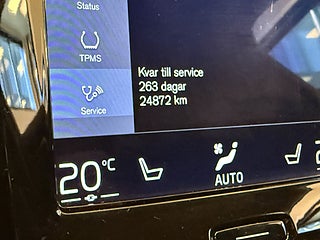 Status
TPMS
Kvar till service
263 dagar
24872 km
Service
20°C
AUTO